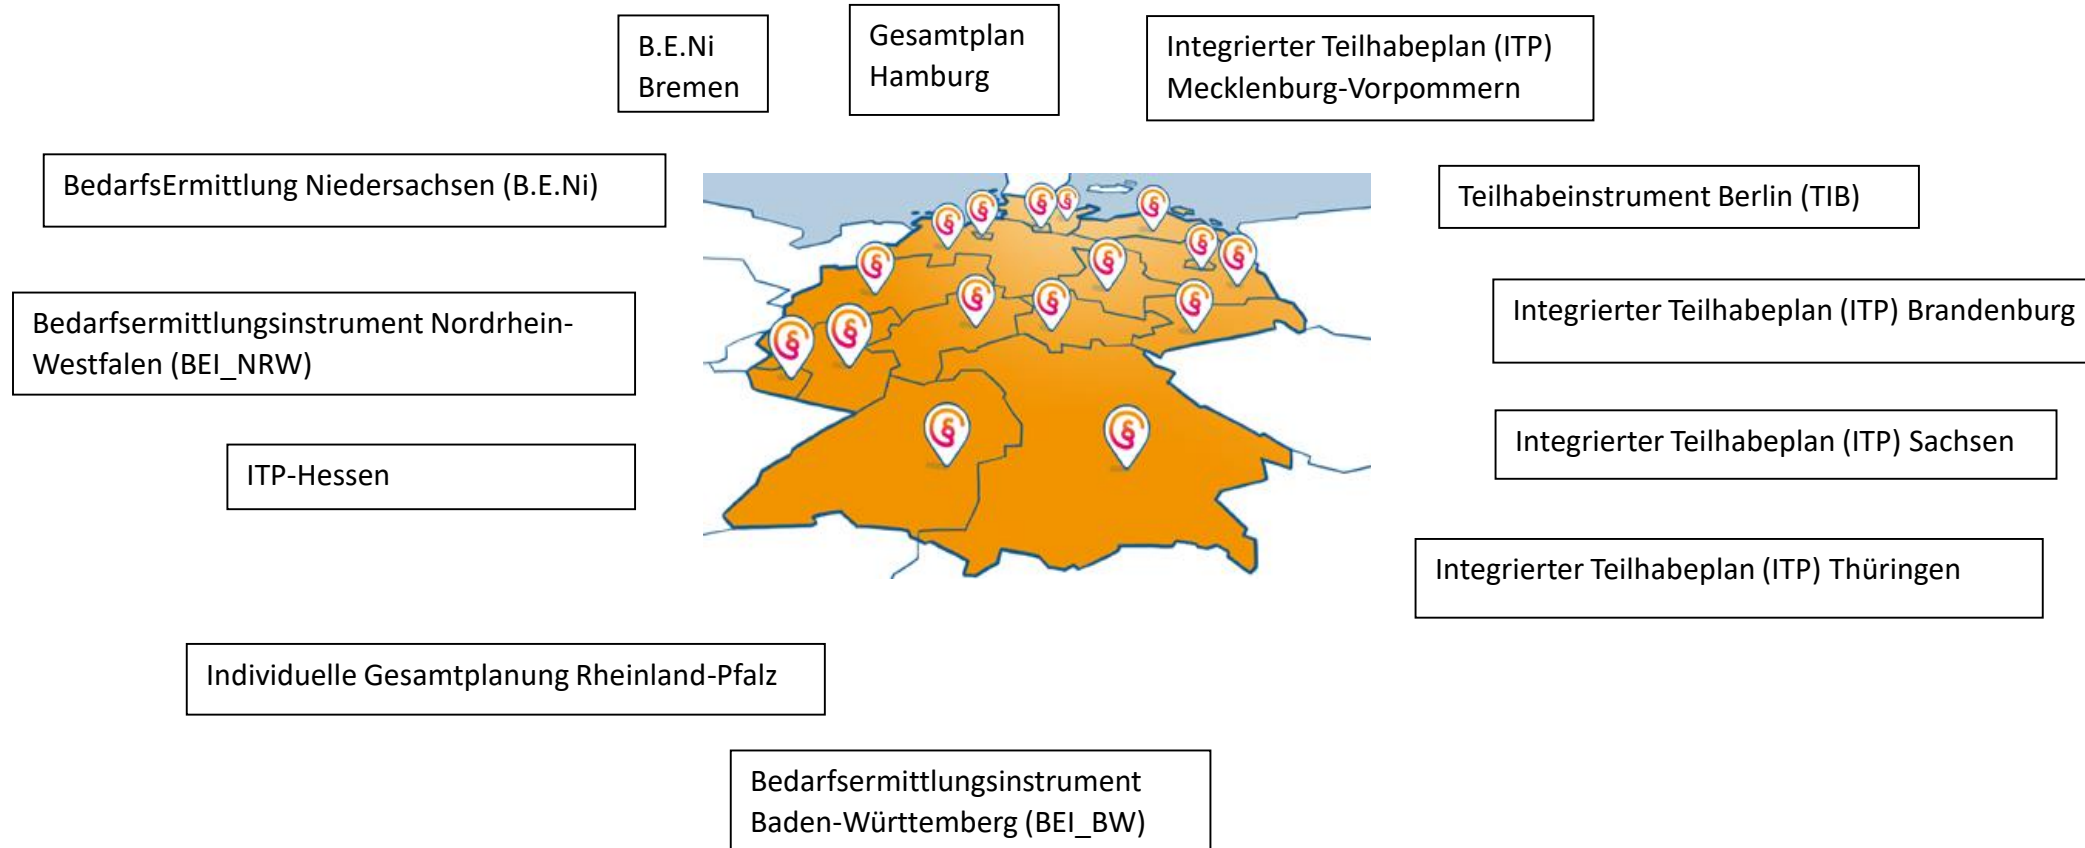 B.E.Ni
Bremen
Gesamtplan
Hamburg
Integrierter Teilhabeplan (ITP)
Mecklenburg-Vorpommern
BedarfsErmittlung Niedersachsen (B.E.Ni)
Teilhabeinstrument Berlin (TIB)
Bedarfsermittlungsinstrument Nordrhein-
Westfalen (BEI_NRW)
Integrierter Teilhabeplan (ITP) Brandenburg
ITP-Hessen
Integrierter Teilhabeplan (ITP) Sachsen
Integrierter Teilhabeplan (ITP) Thüringen
Individuelle Gesamtplanung Rheinland-Pfalz
Bedarfsermittlungsinstrument
Baden-Württemberg (BEI_BW)